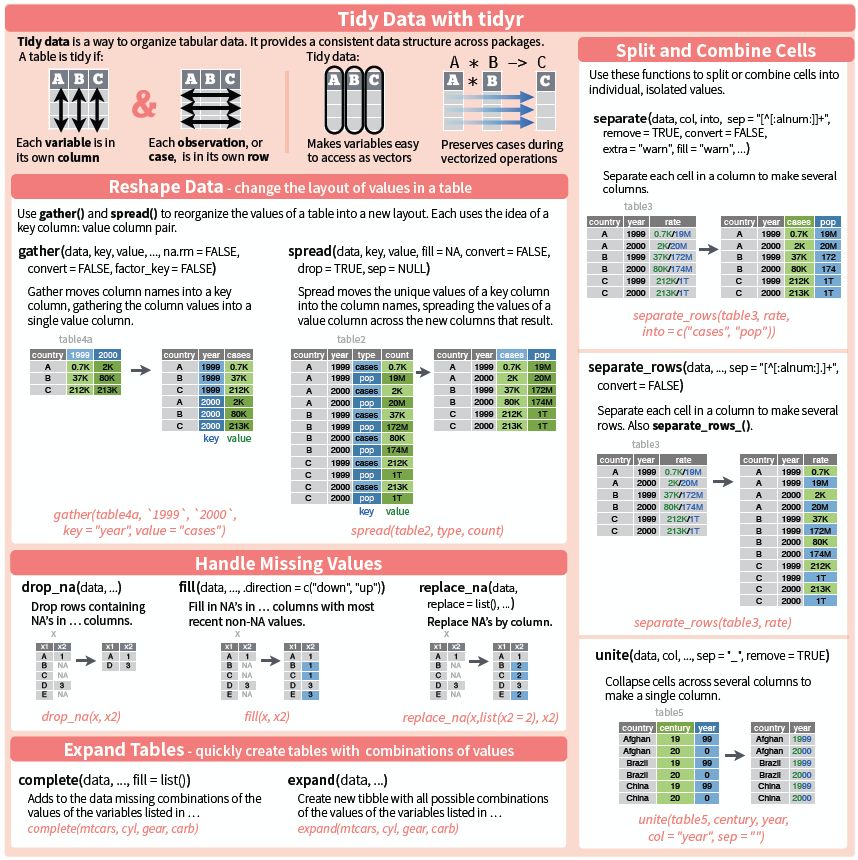 Tidy Data with tidyr
Tidy data is a way to organize tabular data. It provides a consistent data structure across packages.
A table is tidy if:
A B C
&
A B C
Each variable is in
its own column
Each observation, or
case, is in its own row
Tidy data:
A B C
Makes variables easy
to access as vectors
A * B -> C
A * B C
Preserves cases during
vectorized operations
Reshape Data - change the layout of values in a table
Use gather() and spread() to reorganize the values of a table into a new layout. Each uses the idea of a
key column: value column pair.
gather(data, key, value, ..., na.rm = FALSE,
convert = FALSE, factor_key = FALSE)
Gather moves column names into a key
column, gathering the column values into a
single value column.
table4a
country 1999 2000
A 0.7K 2K
B 37K 80K
C 212K 213K
country year cases
A 1999 0.7K
B 1999 37K
C 1999 212K
A 2000 2K
B 2000 80K
C 2000 213K
key value
gather(table4a, `1999`, `2000`,
key = "year", value = "cases")
spread(data, key, value, fill = NA, convert = FALSE,
drop = TRUE, sep = NULL)
Spread moves the unique values of a key column
into the column names, spreading the values of a
value column across the new columns that result.
table2
country year type count
A 1999 cases 0.7K
A 1999 pop 19M
A 2000 cases 2K
A 2000 pop 20M
B 1999 cases 37K
B 1999 pop 172M
B 2000 cases 80K
B 2000 pop 174M
C 1999 cases 212K
C 1999 pop 1T
C 2000 cases 213K
C 2000 pop 1T
key value
country year cases pop
A 1999 0.7K 19M
A 2000 2K 20M
B 1999 37K 172M
B 2000 80K 174M
C 1999 212K 1T
C 2000 213K 1T
spread(table2, type, count)
Handle Missing Values
drop_na(data, ...)
Drop rows containing
NA's in … columns.
x
x1 x2
A 1
B NA
C NA
D 3
E NA
x1 x2
A 1
D 3
drop_na(x, x2)
fill(data, ..., .direction = c("down", "up"))
Fill in NA's in … columns with most
recent non-NA values.
x
x1 x2
A 1
B NA
C NA
D 3
E NA
x1 x2
A 1
B 1
C 1
D 3
E 3
fill(x, x2)
replace_na(data,
replace = list(), ...)
Replace NA's by column.
x
x1 x2
A 1
B NA
C NA
D 3
E NA
x1 x2
A 1
B 2
C 2
D 3
E 2
replace_na(x,list(x2 = 2), x2)
Expand Tables - quickly create tables with combinations of values
complete(data, ..., fill = list())
Adds to the data missing combinations of the
values of the variables listed in …
complete(mtcars, cyl, gear, carb)
expand(data, ...)
Create new tibble with all possible combinations
of the values of the variables listed in …
expand(mtcars, cyl, gear, carb)
Split and Combine Cells
Use these functions to split or combine cells into
individual, isolated values.
separate(data, col, into, sep = "[^[:alnum:]]+",
remove = TRUE, convert = FALSE,
extra = "warn", fill = "warn", ...)
Separate each cell in a column to make several
columns.
table3
country year rate
A 1999 0.7K/19M
A 2000 2K/20M
B 1999 37K/172M
B 2000 80K/174M
C 1999 212K/1T
C 2000 213K/1T
country year cases pop
A 1999 0.7K 19M
A 2000 2K 20M
B 1999 37K 172
B 2000 80K 174
C 1999 212K 1T
C 2000 213K 1T
separate_rows(table3, rate,
into = c("cases", "pop"))
separate_rows(data, ..., sep = "[^[:alnum:].]+",
convert = FALSE)
Separate each cell in a column to make several
rows. Also separate_rows_().
table3
country year rate
A 1999 0.7K/19M
A 2000 2K/20M
B 1999 37K/172M
B 2000 80K/174M
C 1999 212K/1T
C 2000 213K/1T
country year rate
A 1999 0.7K
A 1999 19M
A 2000 2K
A 2000 20M
B 1999 37K
B 1999 172M
B 2000 80K
B 2000 174M
C 1999 212K
C 1999 1T
C 2000 213K
C 2000 1T
separate_rows(table3, rate)
unite(data, col, ..., sep = "_", remove = TRUE)
Collapse cells across several columns to
make a single column.
table5
country century year
Afghan 19 99
Afghan 20 0
Brazil 19 99
Brazil 20 0
China 19 99
China 20 0
country year
Afghan 1999
Afghan 2000
Brazil 1999
Brazil 2000
China 1999
China 2000
unite(table5, century, year,
col = "year", sep = "")